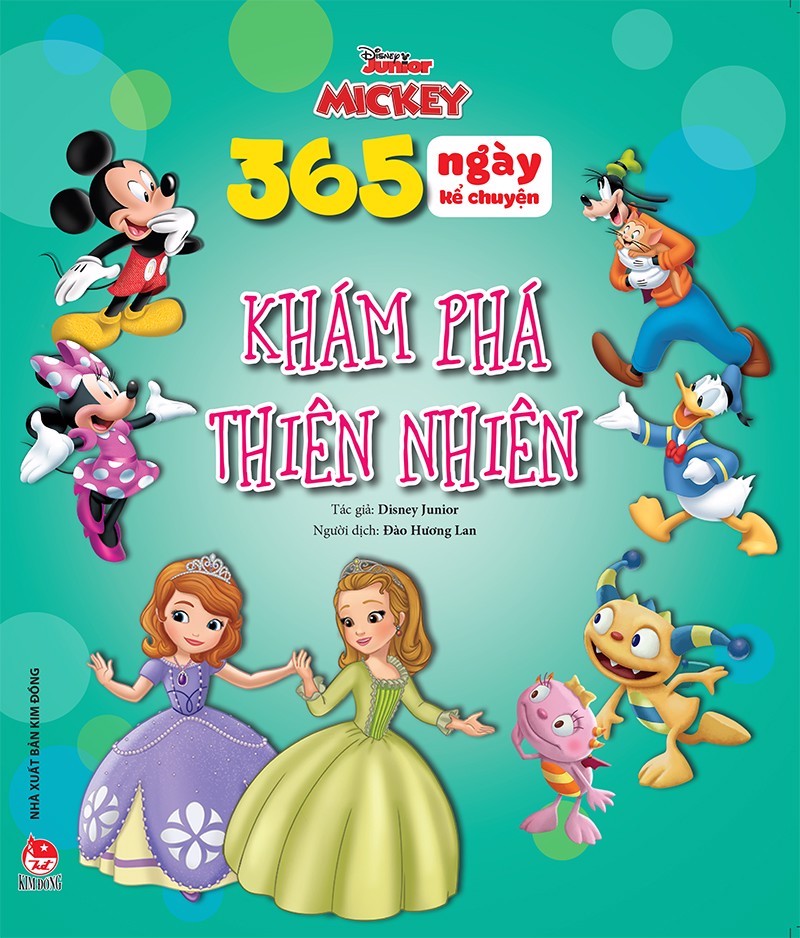 Disney
Junior
MICKEY
365 ngày
kể chuyện
KHÁM PHÁ
THIÊN NHIÊN
Tác giả: Disney Junior
Người dịch: Đào Hương Lan
NHÀ XUẤT BẢN KIM ĐỒNG
KĐ
KIM ĐỒNG